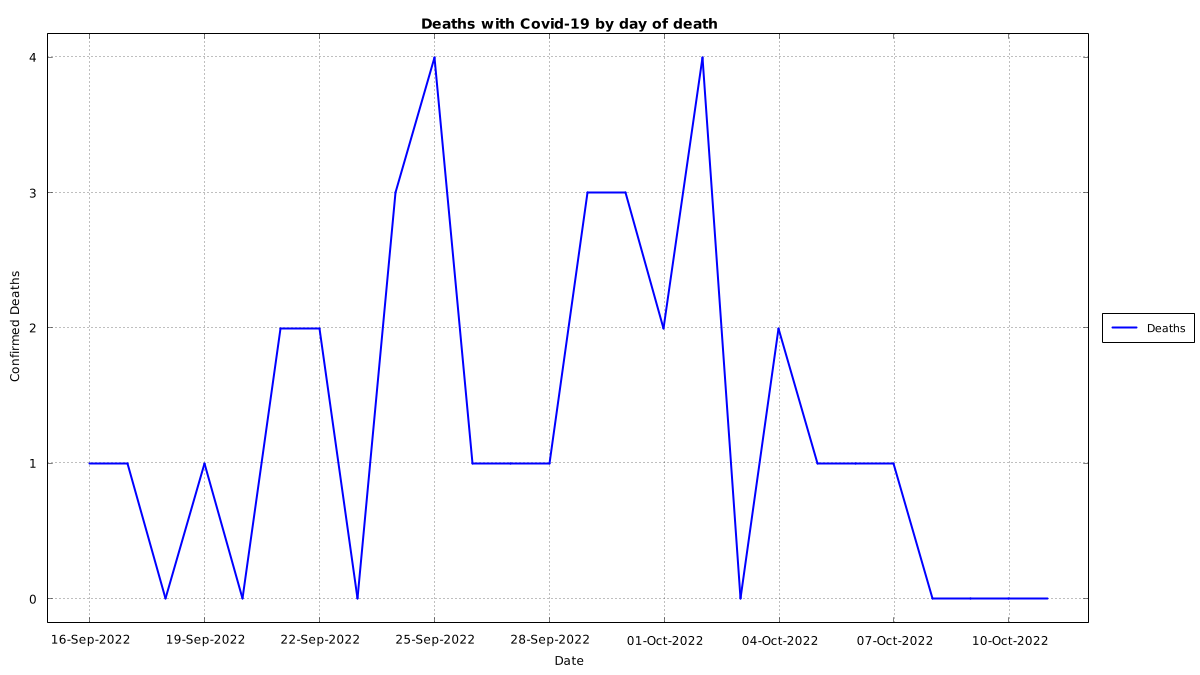 Deaths with Covid-19 by day of death
4
3
2
1
0
Confirmed Deaths
16-Sep-2022
19-Sep-2022
22-Sep-2022
25-Sep-2022
28-Sep-2022
01-Oct-2022
04-Oct-2022
07-Oct-2022
10-Oct-2022
Date
Deaths